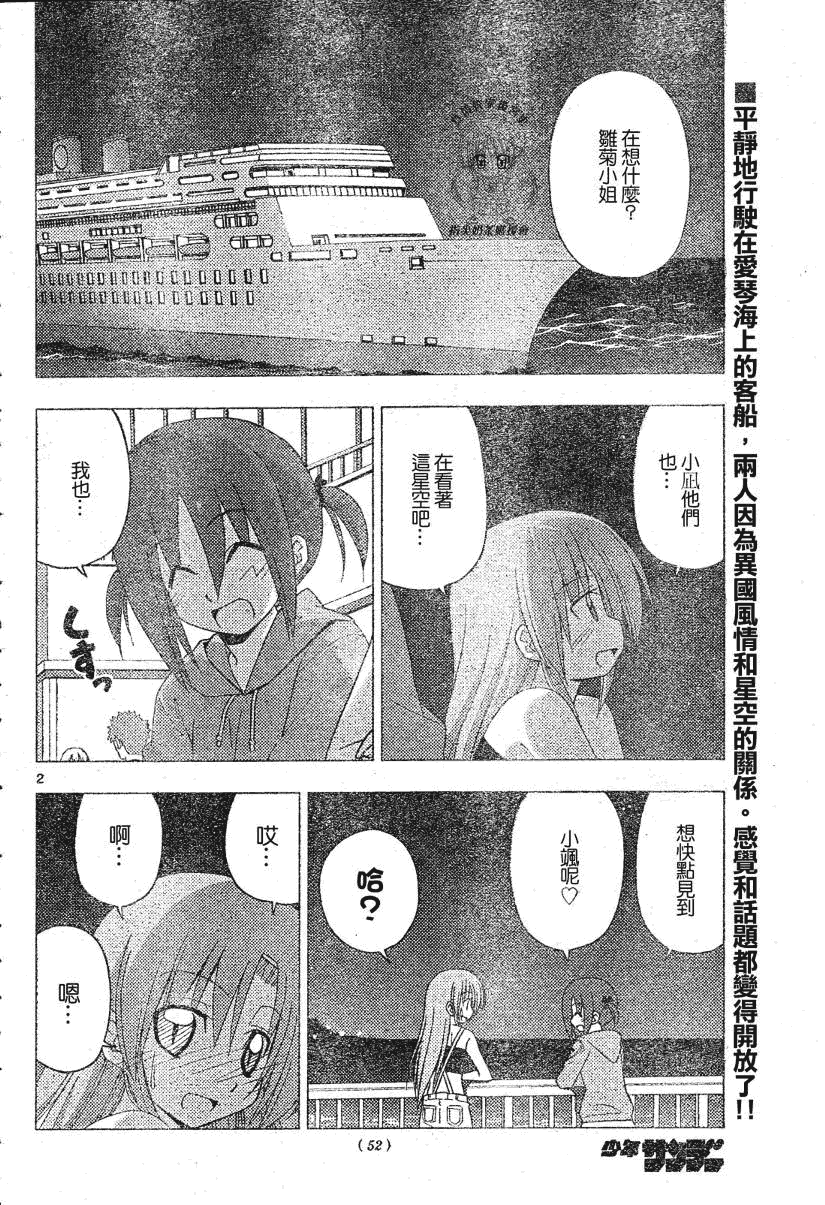 ■平靜地行駛在愛琴海上的客船，兩人因為異國風情和星空的關係。感覺和話題都變得開放了!!
在想什麼？
雛菊小姐
小凪他們
也…
在看著
這星空吧…
我也…
くすっ
2
想快點見到
小颯呢♡
哈？
哎…
啊…
嗯…
(52)
少年サンデー